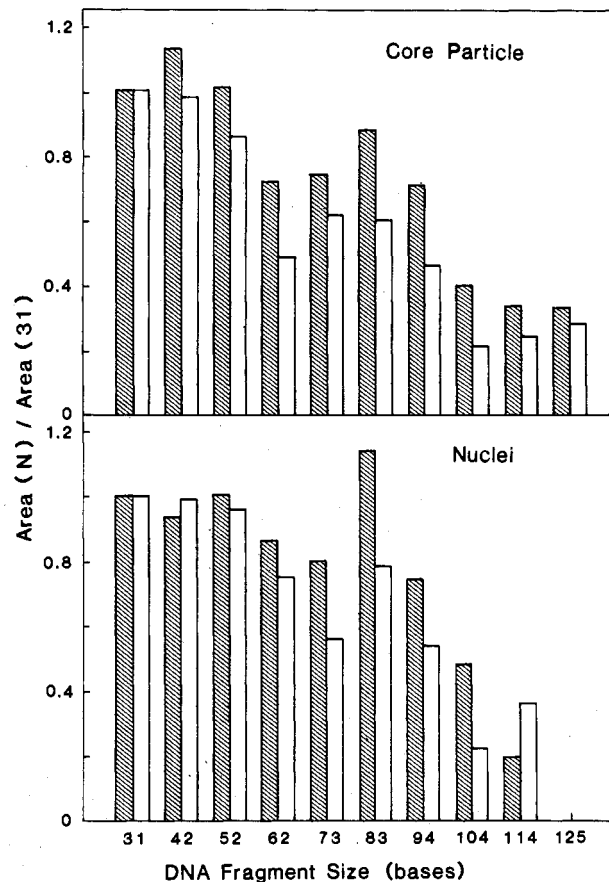 1.2
Core Particle
0.8
0.4
0
Area (N) / Area (31)
1.2
Nuclei
0.8
0.4
0
31 42 52 62 73 83 94 104 114 125
DNA Fragment Size (bases)